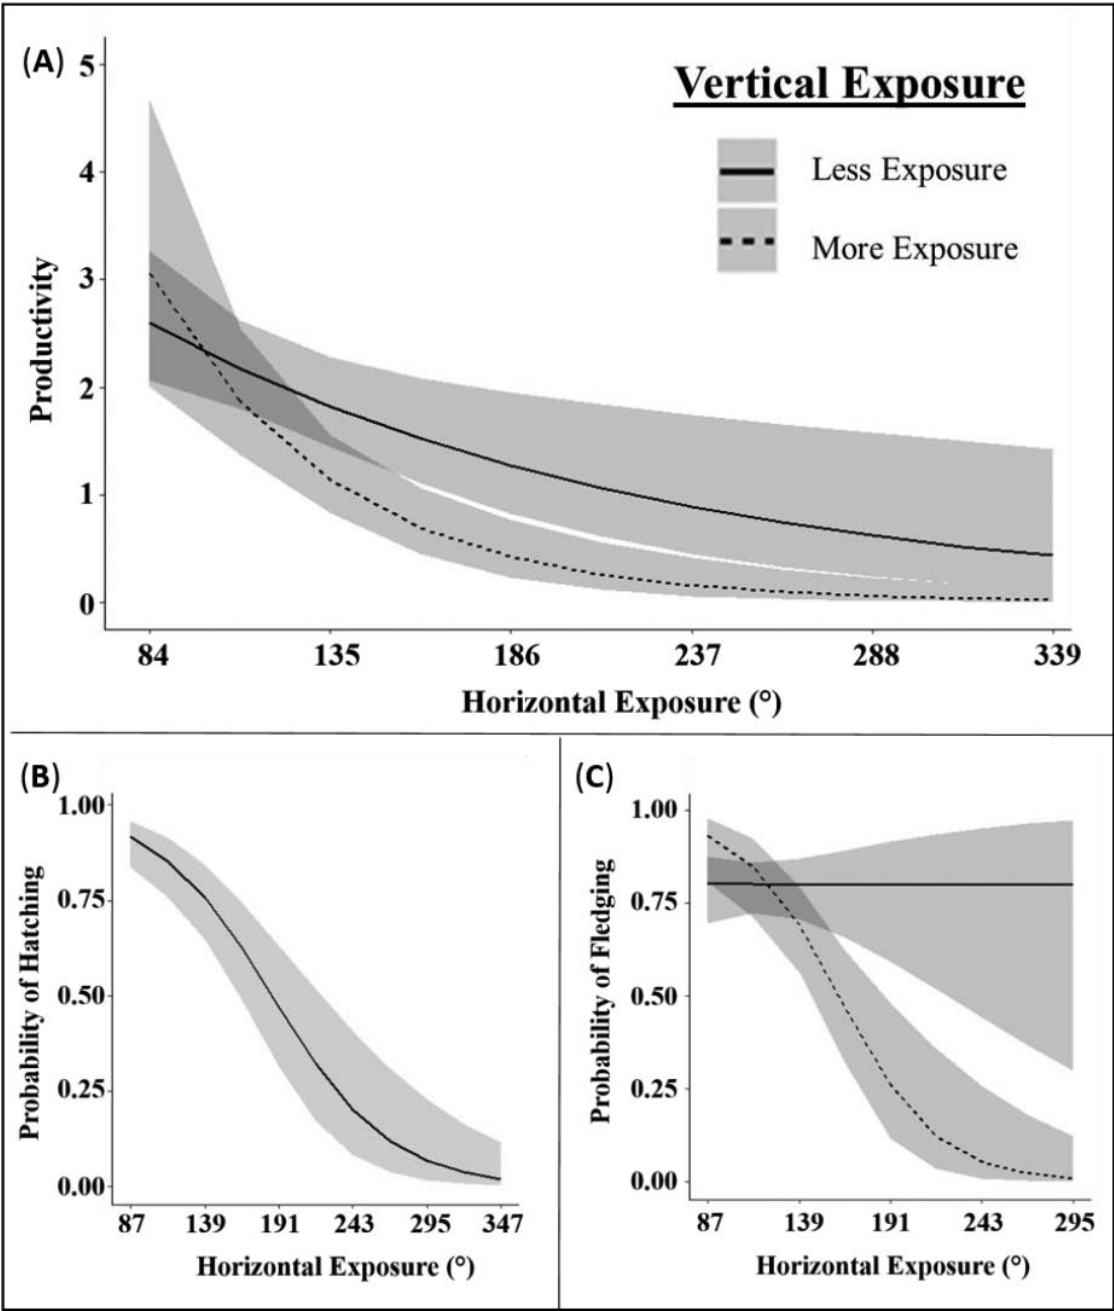 (A)
Vertical Exposure
Less Exposure
More Exposure
Productivity
5
4
3
2
1
0
84 135 186 237 288 339
Horizontal Exposure (°)
(B)
Probability of Hatching
1.00
0.75
0.50
0.25
0.00
87 139 191 243 295 347
Horizontal Exposure (°)
(C)
Probability of Fledging
1.00
0.75
0.50
0.25
0.00
87 139 191 243 295
Horizontal Exposure (°)